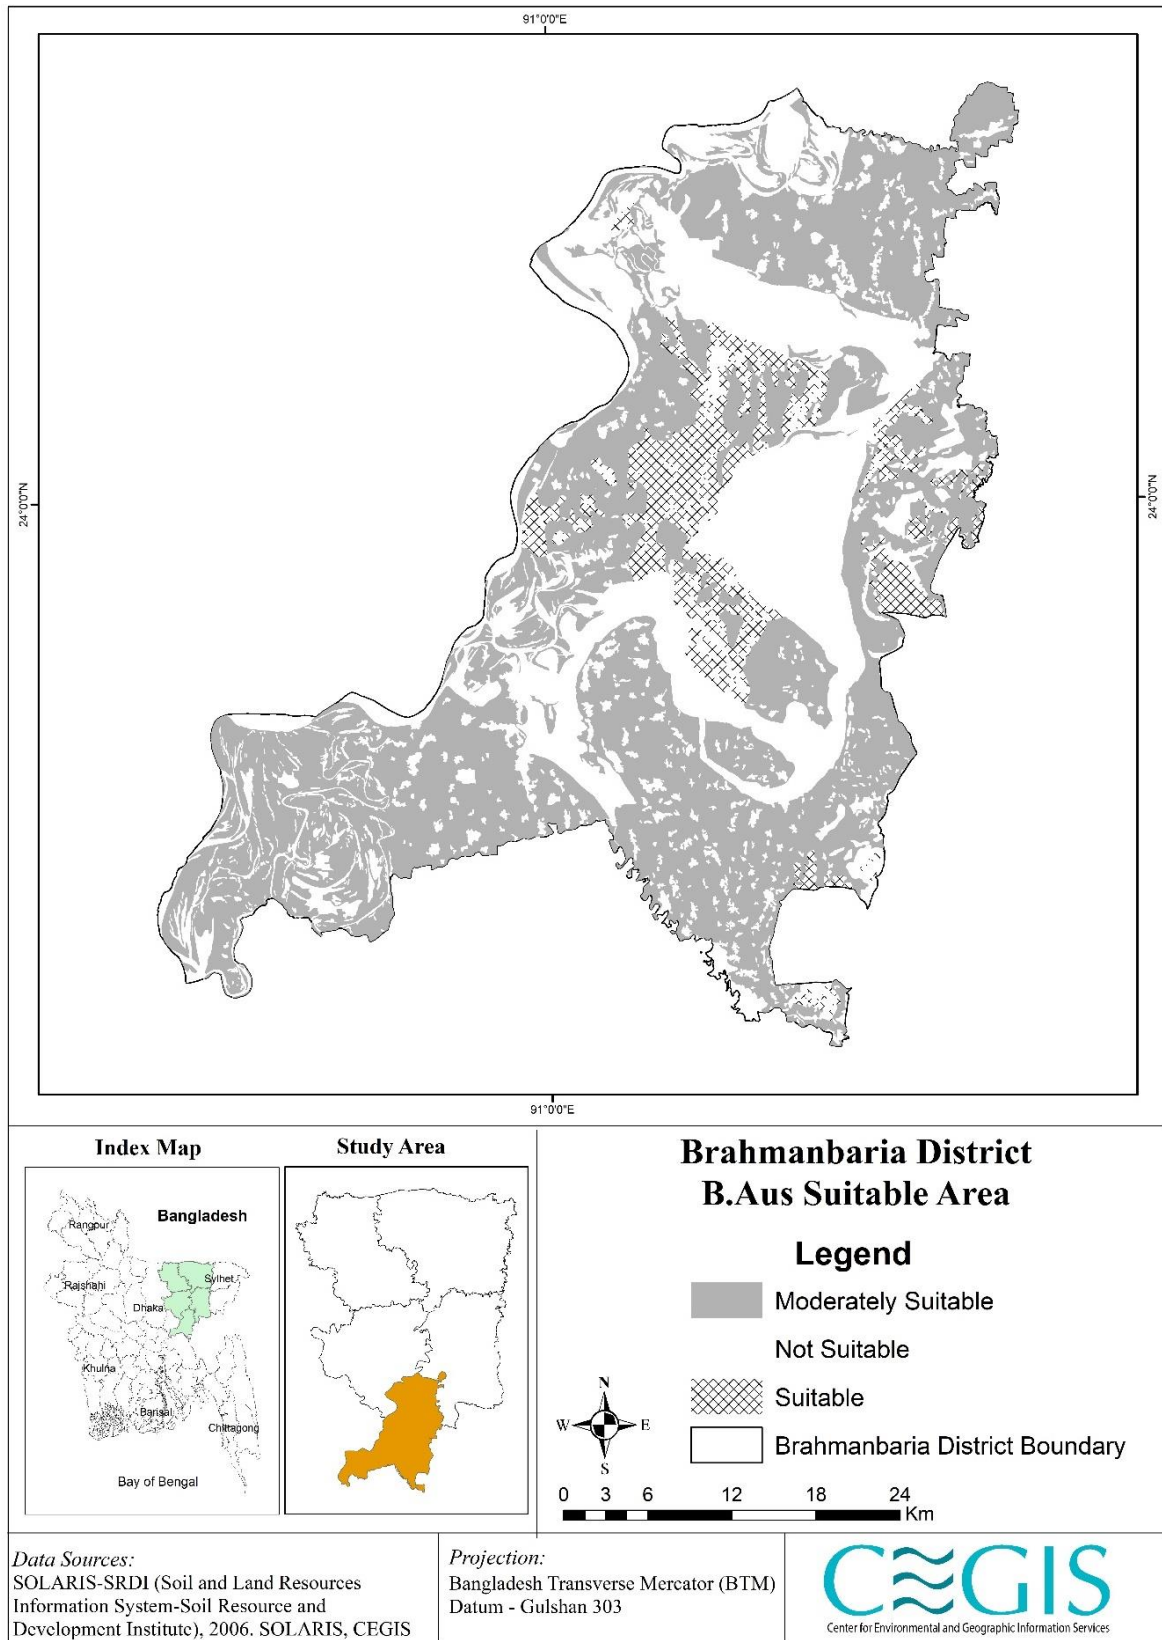 91°0'0"E
24°0'0"N
24°0'0"N
91°0'0"E
Index Map
Bangladesh
Rangpur
Rajshahi
Sylhet
Dhaka
Khulna
Barisal
Chittagong
Bay of Bengal
Study Area
Brahmanbaria District
B.Aus Suitable Area
Legend
Moderately Suitable
Not Suitable
Suitable
Brahmanbaria District Boundary
N
W E
S
0 3 6 12 18 24
Km
Data Sources:
SOLARIS-SRDI (Soil and Land Resources
Information System-Soil Resource and
Development Institute), 2006. SOLARIS, CEGIS
Projection:
Bangladesh Transverse Mercator (BTM)
Datum - Gulshan 303
CEGIS
Center for Environmental and Geographic Information Services